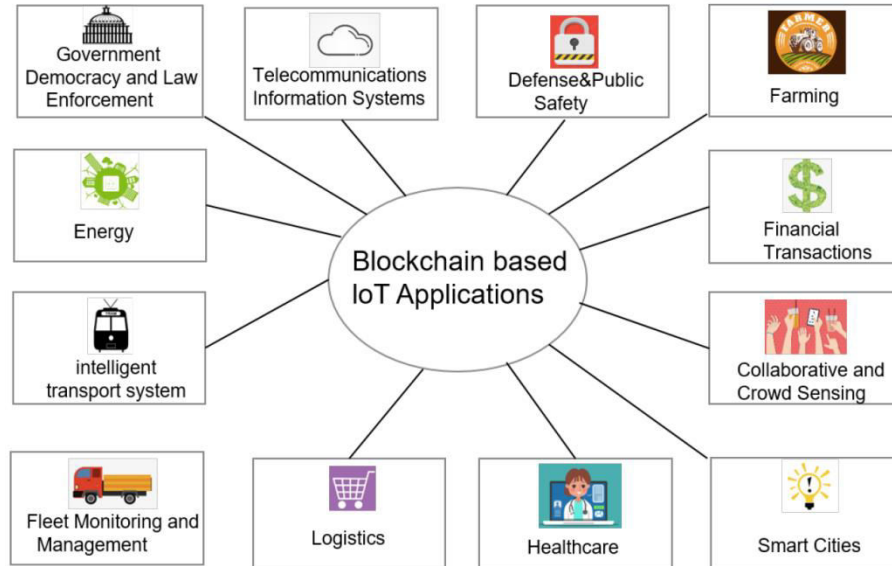 Government
Democracy and Law
Enforcement
Telecommunications
Information Systems
Defense&Public
Safety
FARMER
Farming
Energy
Blockchain based
IoT Applications
Financial
Transactions
intelligent
transport system
Collaborative and
Crowd Sensing
Fleet Monitoring and
Management
Logistics
Healthcare
Smart Cities